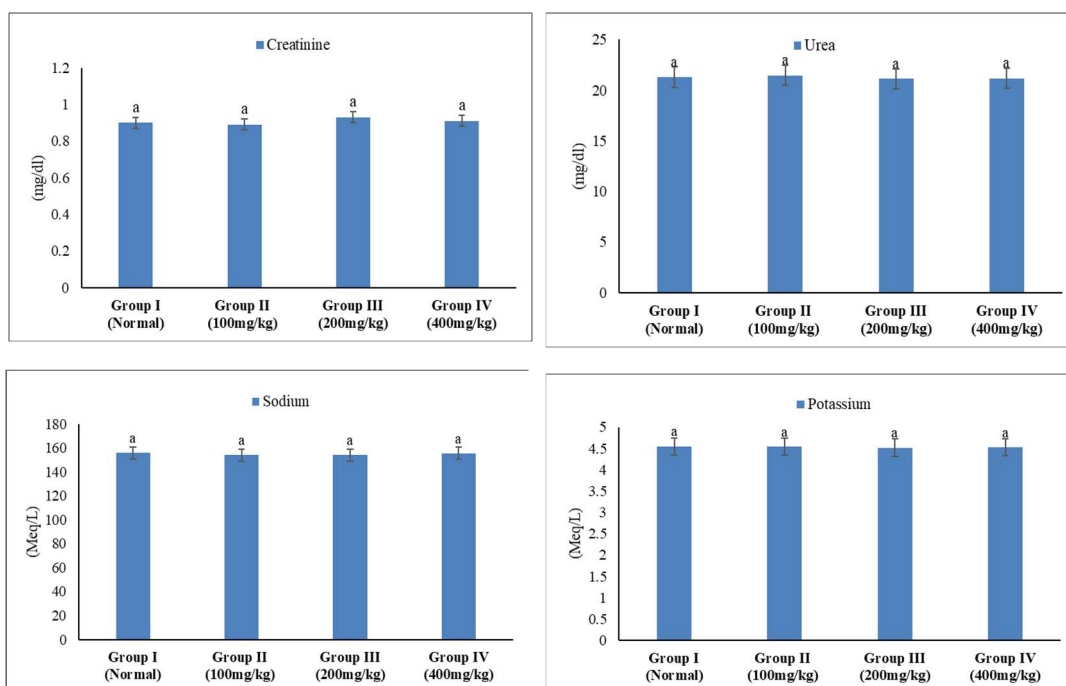 Creatinine
1.2
1
0.8
0.6
0.4
0.2
0
(mg/dl)
a a a a
Group I Group II Group III Group IV
(Normal) (100mg/kg) (200mg/kg) (400mg/kg)
Urea
25
20
15
10
5
0
(mg/dl)
a a a a
Group I Group II Group III Group IV
(Normal) (100mg/kg) (200mg/kg) (400mg/kg)
Sodium
180
160
140
120
100
80
60
40
20
0
(Meq/L)
a a a a
Group I Group II Group III Group IV
(Normal) (100mg/kg) (200mg/kg) (400mg/kg)
Potassium
5
4.5
4
3.5
3
2.5
2
1.5
1
0.5
0
(Meq/L)
a a a a
Group I Group II Group III Group IV
(Normal) (100mg/kg) (200mg/kg) (400mg/kg)